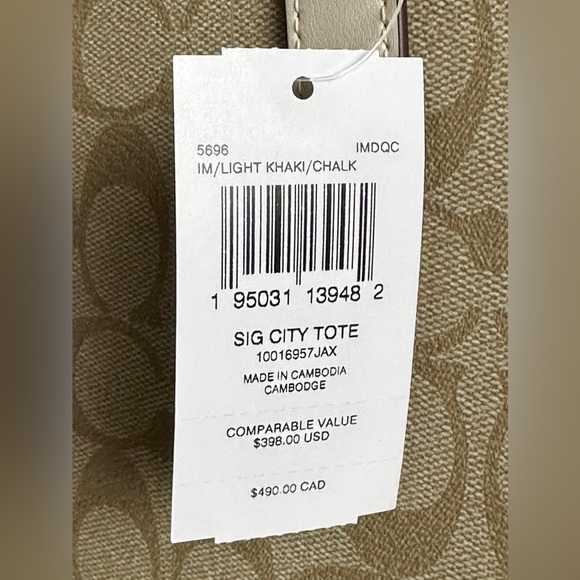 5696 IMDQC
IM/LIGHT KHAKI/CHALK
1 95031 13948 2
SIG CITY TOTE
10016957JAX
MADE IN CAMBODIA
CAMBODGE
COMPARABLE VALUE
$398.00 USD
$490.00 CAD